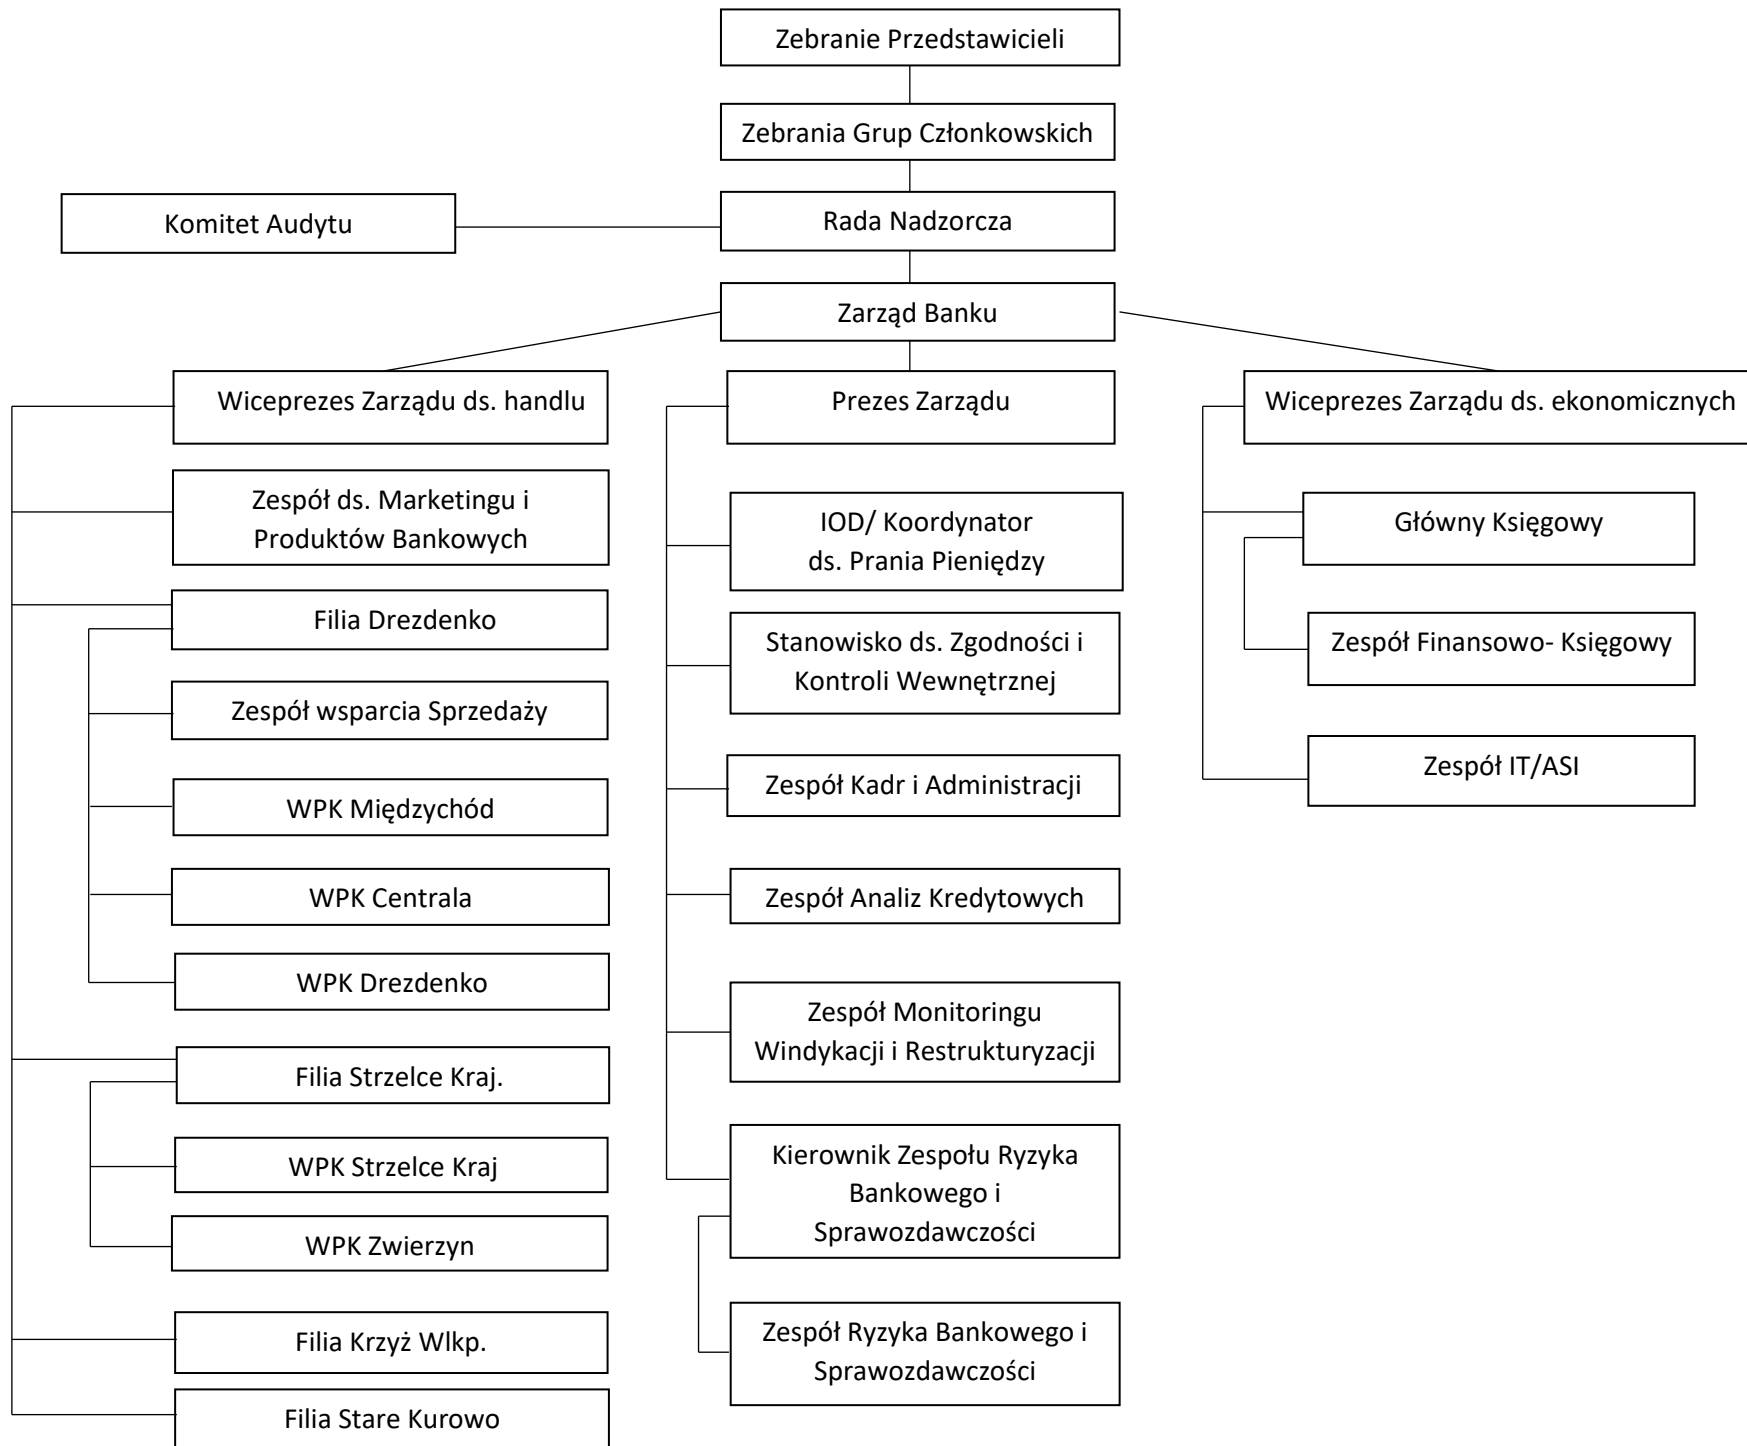 Zebranie Przedstawicieli
Zebrania Grup Członkowskich
Komitet Audytu
Rada Nadzorcza
Zarząd Banku
Wiceprezes Zarządu ds. handlu
Zespół ds. Marketingu i
Produktów Bankowych
Filia Drezdenko
Zespół wsparcia Sprzedaży
WPK Międzychód
WPK Centrala
WPK Drezdenko
Filia Strzelce Kraj.
WPK Strzelce Kraj
WPK Zwierzyn
Filia Krzyż Wlkp.
Filia Stare Kurowo
Prezes Zarządu
IOD/ Koordynator
ds. Prania Pieniędzy
Stanowisko ds. Zgodności i
Kontroli Wewnętrznej
Zespół Kadr i Administracji
Zespół Analiz Kredytowych
Zespół Monitoringu
Windykacji i Restrukturyzacji
Kierownik Zespołu Ryzyka
Bankowego i
Sprawozdawczości
Zespół Ryzyka Bankowego i
Sprawozdawczości
Wiceprezes Zarządu ds. ekonomicznych
Główny Księgowy
Zespół Finansowo- Księgowy
Zespół IT/ASI